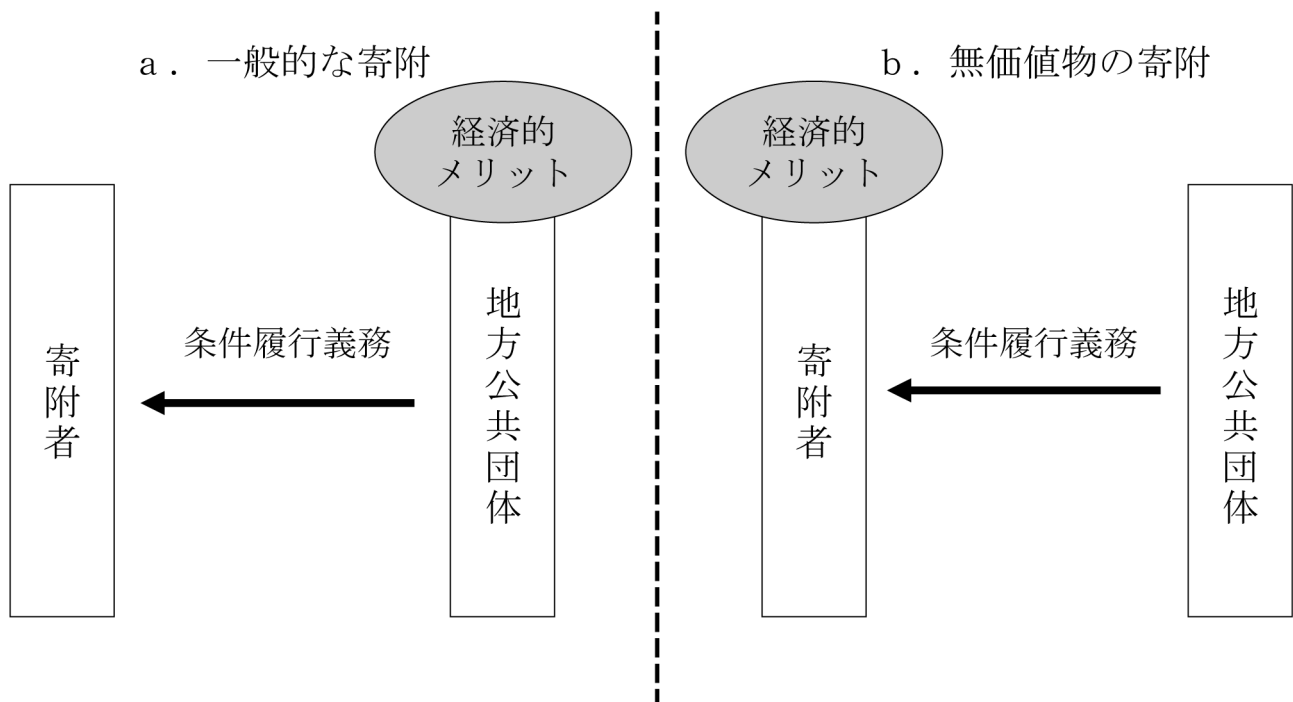 a．一般的な寄附
経済的
メリット
寄附者
条件履行義務
地方公共団体
b．無価値物の寄附
経済的
メリット
寄附者
条件履行義務
地方公共団体